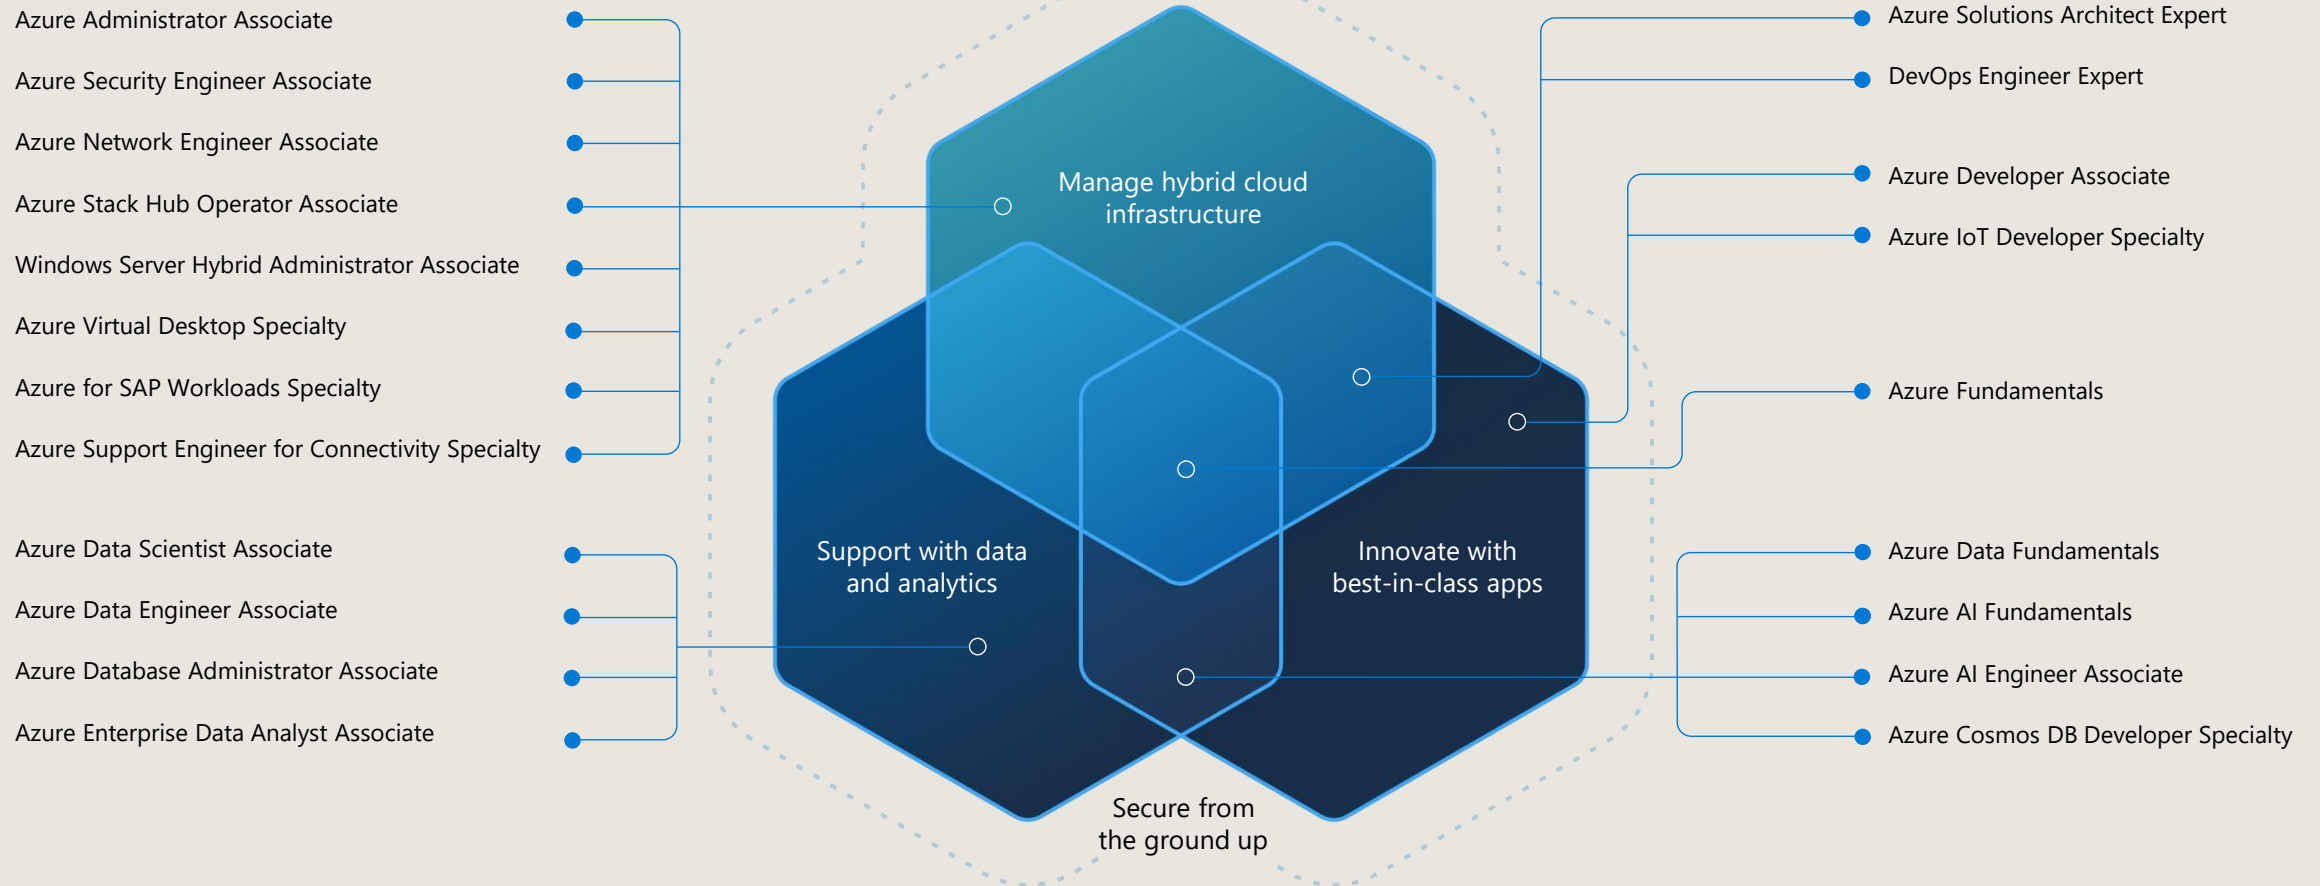 Azure Administrator Associate
Azure Security Engineer Associate
Azure Network Engineer Associate
Azure Stack Hub Operator Associate
Windows Server Hybrid Administrator Associate
Azure Virtual Desktop Specialty
Azure for SAP Workloads Specialty
Azure Support Engineer for Connectivity Specialty
Azure Data Scientist Associate
Azure Data Engineer Associate
Azure Database Administrator Associate
Azure Enterprise Data Analyst Associate
Manage hybrid cloud
infrastructure
Support with data
and analytics
Innovate with
best-in-class apps
Secure from
the ground up
Azure Solutions Architect Expert
DevOps Engineer Expert
Azure Developer Associate
Azure IoT Developer Specialty
Azure Fundamentals
Azure Data Fundamentals
Azure AI Fundamentals
Azure AI Engineer Associate
Azure Cosmos DB Developer Specialty